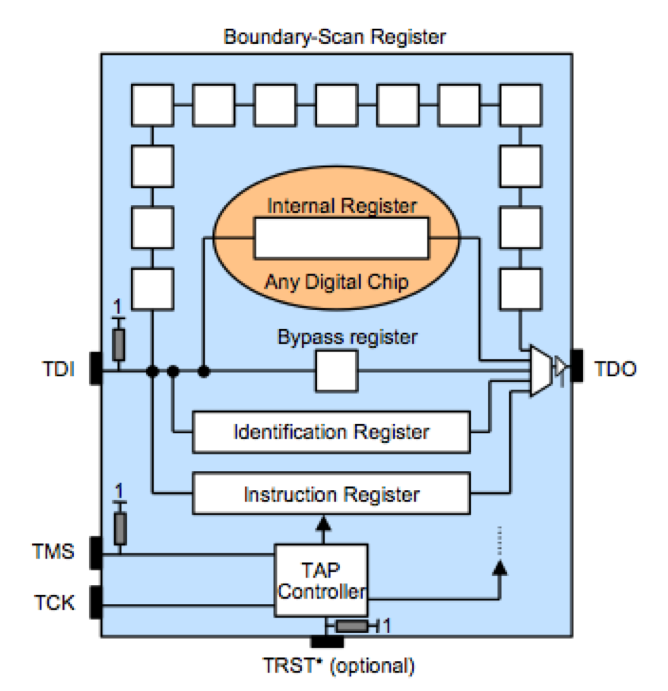 Boundary-Scan Register
Internal Register
Any Digital Chip
1
Bypass register
TDI
TDO
Identification Register
1
Instruction Register
TMS
TAP
Controller
TCK
1
TRST* (optional)